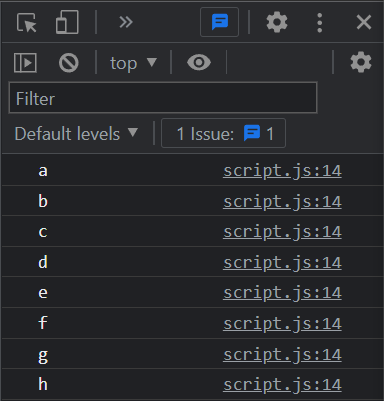 top
Filter
Default levels 1 Issue: 1
a script.js:14
b script.js:14
c script.js:14
d script.js:14
e script.js:14
f script.js:14
g script.js:14
h script.js:14